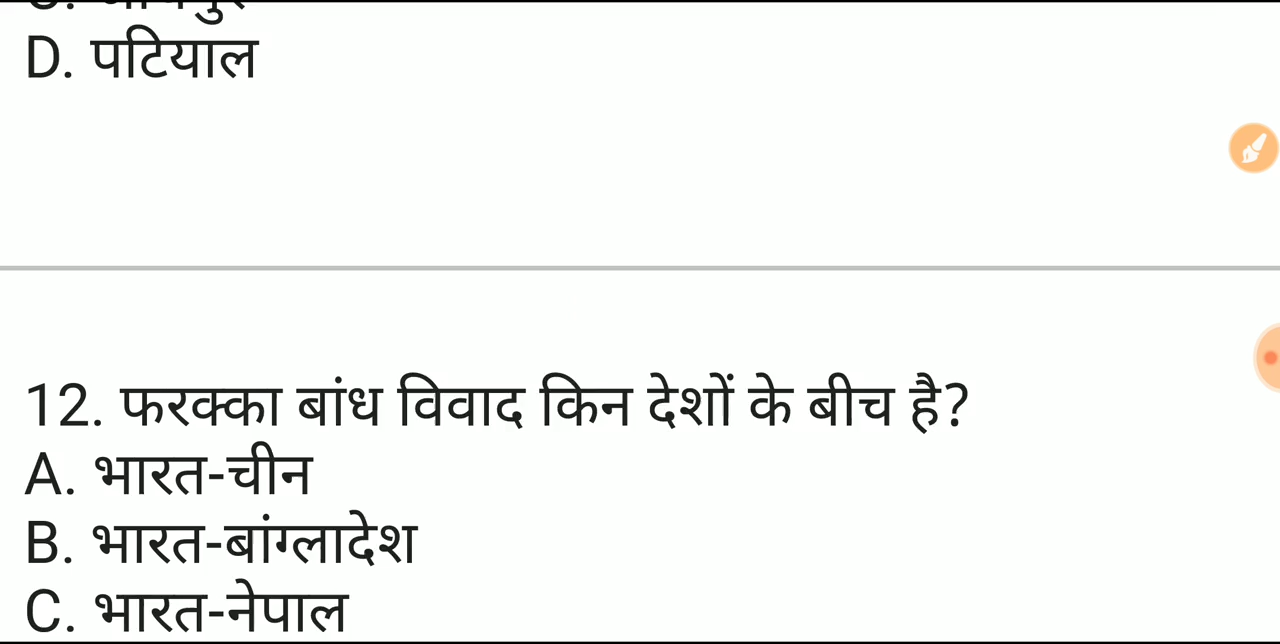 D. पटियाल
12. फरक्का बांध विवाद किन देशों के बीच है?
A. भारत-चीन
B. भारत-बांग्लादेश
C. भारत-नेपाल